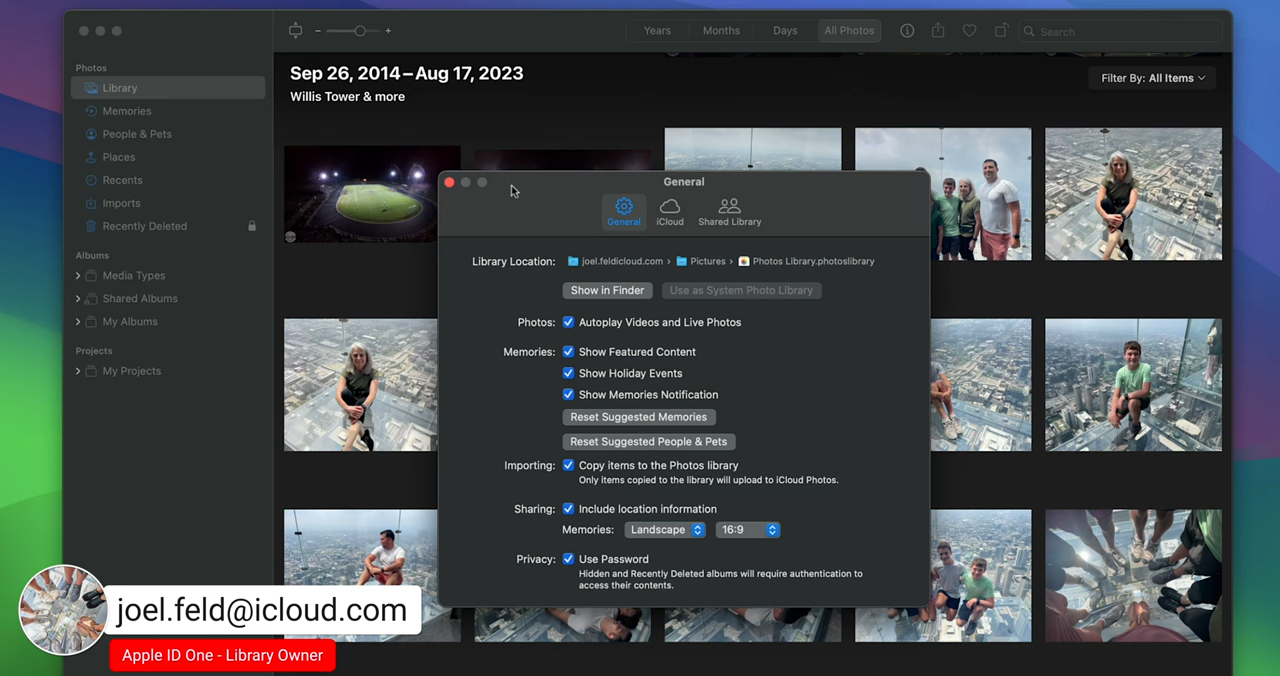 Years Months Days All Photos Search
Photos
Library
Memories
People & Pets
Places
Recents
Imports
Recently Deleted
Albums
Media Types
Shared Albums
My Albums
Projects
My Projects
Sep 26, 2014 – Aug 17, 2023
Willis Tower & more
Filter By: All Items
General
General iCloud Shared Library
Library Location: joel.feldicloud.com › Pictures › Photos Library.photoslibrary
Show in Finder Use as System Photo Library
Photos: Autoplay Videos and Live Photos
Memories: Show Featured Content
Show Holiday Events
Show Memories Notification
Reset Suggested Memories
Reset Suggested People & Pets
Importing: Copy items to the Photos library
Only items copied to the library will upload to iCloud Photos.
Sharing: Include location information
Memories: Landscape 16:9
Privacy: Use Password
Hidden and Recently Deleted albums will require authentication to
access their contents.
joel.feld@icloud.com
Apple ID One - Library Owner